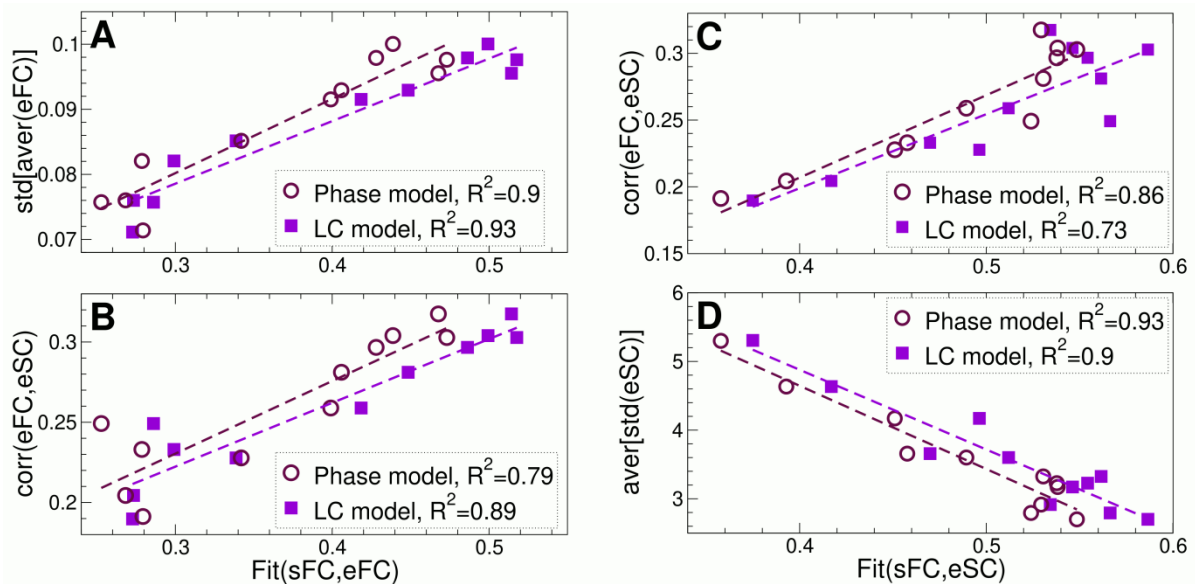 A
std[aver(eFC)]
0.1
0.09
0.08
0.07
0.3
0.4
0.5
Phase model, R²=0.9
LC model, R²=0.93
B
corr(eFC,eSC)
0.3
0.25
0.2
0.3
0.4
0.5
Phase model, R²=0.79
LC model, R²=0.89
Fit(sFC,eFC)
C
corr(eFC,eSC)
0.3
0.25
0.2
0.15
0.4
0.5
0.6
Phase model, R²=0.86
LC model, R²=0.73
D
aver[std(eSC)]
6
5
4
3
0.4
0.5
0.6
Phase model, R²=0.93
LC model, R²=0.9
Fit(sFC,eSC)